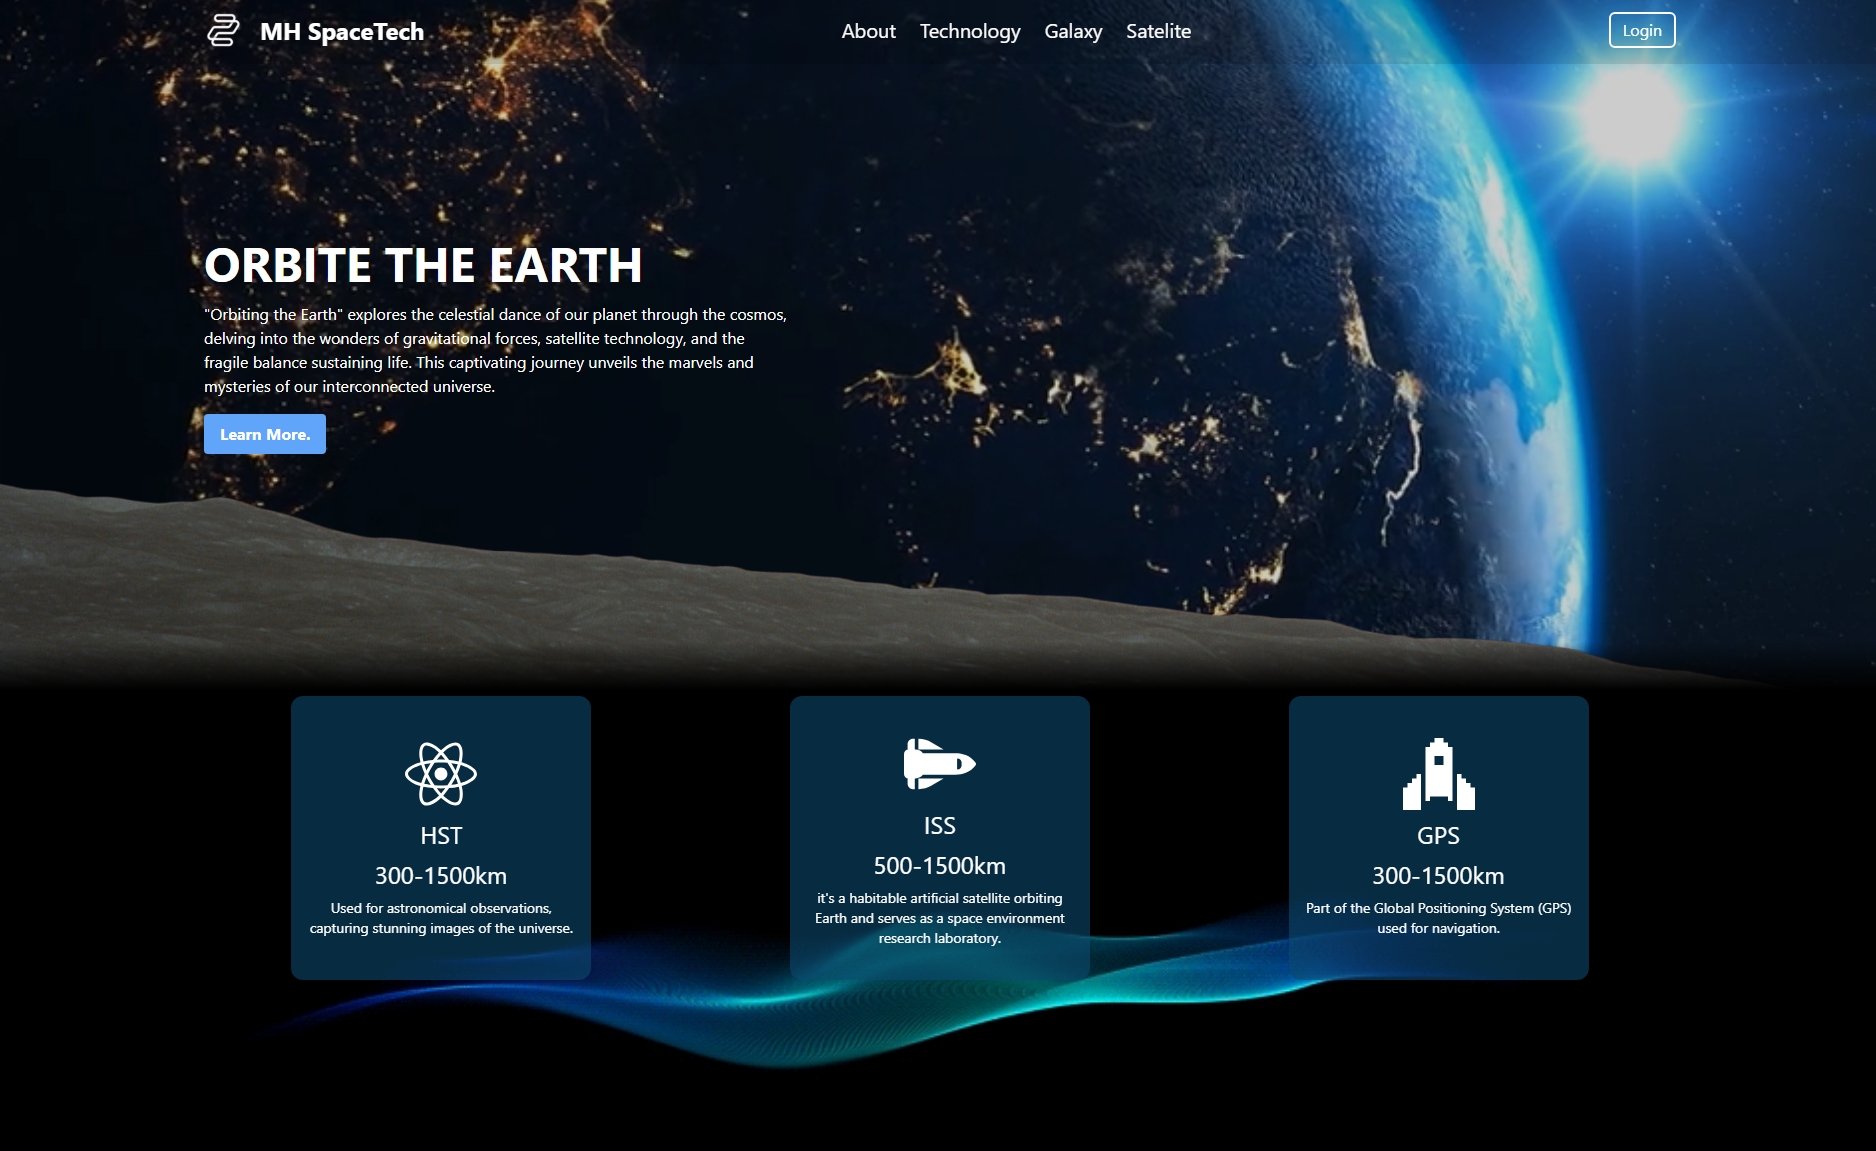 MH SpaceTech
About Technology Galaxy Satelite
Login
ORBITE THE EARTH
"Orbiting the Earth" explores the celestial dance of our planet through the cosmos,
delving into the wonders of gravitational forces, satellite technology, and the
fragile balance sustaining life. This captivating journey unveils the marvels and
mysteries of our interconnected universe.
Learn More.
HST
300-1500km
Used for astronomical observations,
capturing stunning images of the universe.
ISS
500-1500km
it's a habitable artificial satellite orbiting
Earth and serves as a space environment
research laboratory.
GPS
300-1500km
Part of the Global Positioning System (GPS)
used for navigation.